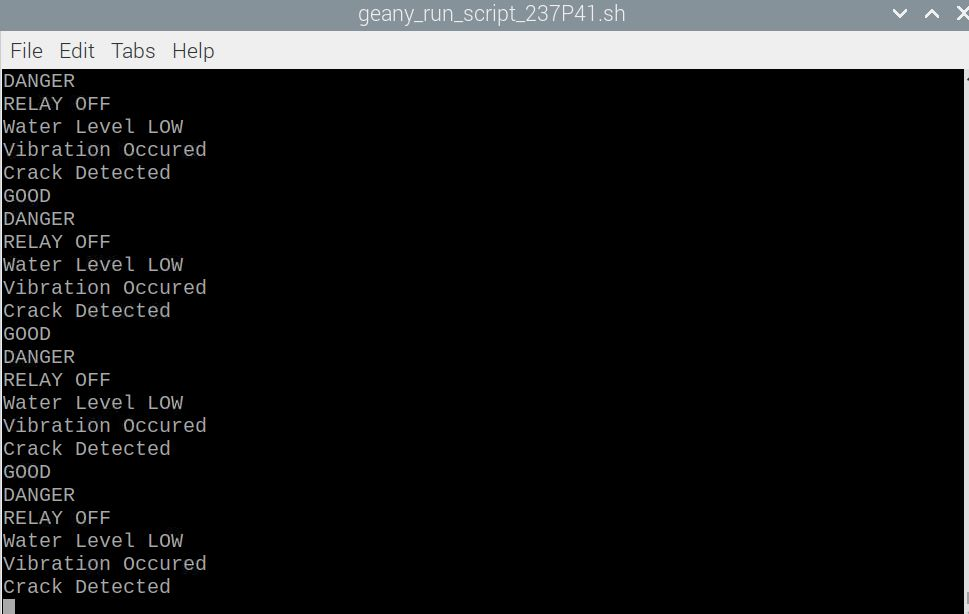 geany_run_script_237P41.sh
File Edit Tabs Help
DANGER
RELAY OFF
Water Level LOW
Vibration Occured
Crack Detected
GOOD
DANGER
RELAY OFF
Water Level LOW
Vibration Occured
Crack Detected
GOOD
DANGER
RELAY OFF
Water Level LOW
Vibration Occured
Crack Detected
GOOD
DANGER
RELAY OFF
Water Level LOW
Vibration Occured
Crack Detected